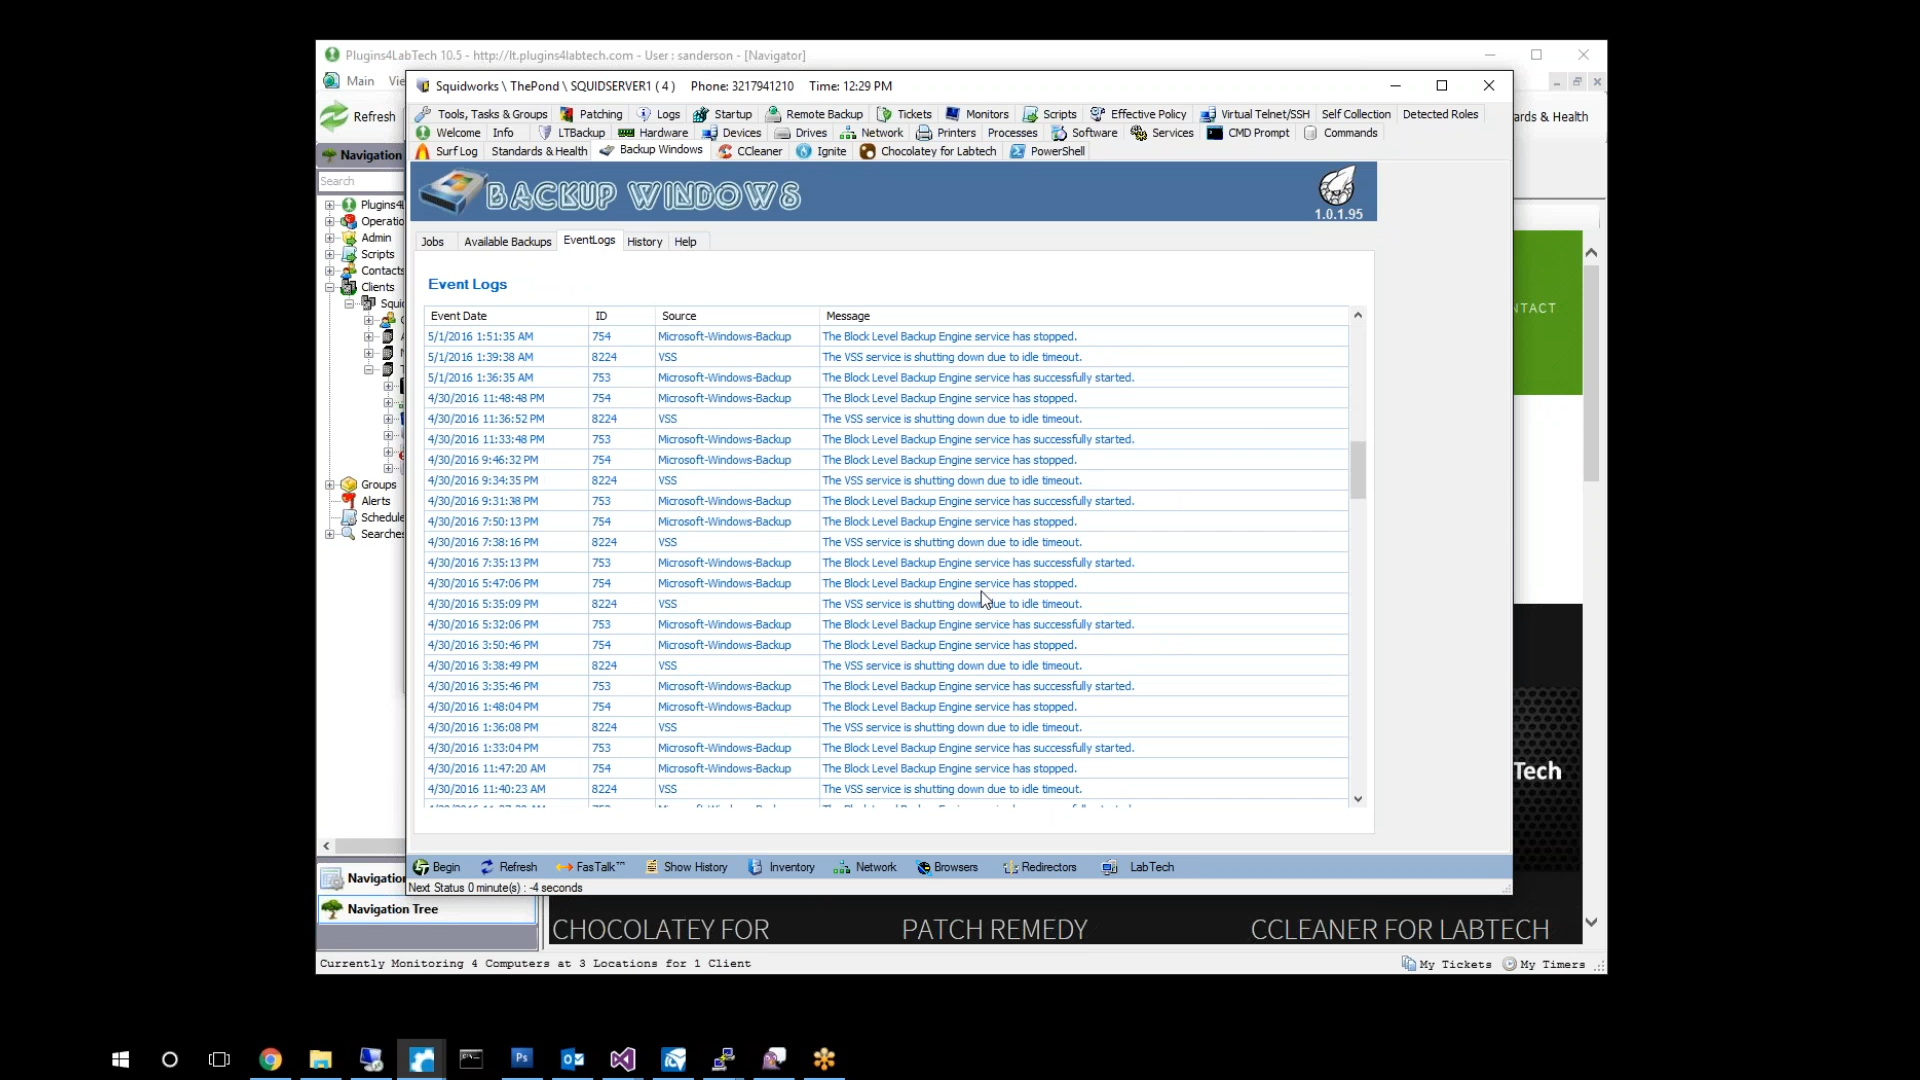 Plugins4LabTech 10.5 - http://lt.plugins4labtech.com - User : sanderson - [Navigator]
Main
Squidworks \ ThePond \ SQUIDSERVER1 ( 4 ) Phone: 3217941210 Time: 12:29 PM
Refresh
Tools, Tasks & Groups Patching Logs Startup Remote Backup Tickets Monitors Scripts Effective Policy Virtual Telnet/SSH Self Collection Detected Roles
Welcome Info LTBackup Hardware Devices Drives Network Printers Processes Software Services CMD Prompt Commands
Surf Log Standards & Health Backup Windows CCleaner Ignite Chocolatey for Labtech PowerShell
& Health
Navigation
Search
BACKUP WINDOWS
1.0.1.95
Admin
Scripts
Contacts
Clients
Groups
Alerts
Searches
Jobs Available Backups EventLogs History Help
Event Logs
Event Date ID Source Message
5/1/2016 1:51:35 AM 754 Microsoft-Windows-Backup The Block Level Backup Engine service has stopped.
5/1/2016 1:39:38 AM 8224 VSS The VSS service is shutting down due to idle timeout.
5/1/2016 1:36:35 AM 753 Microsoft-Windows-Backup The Block Level Backup Engine service has successfully started.
4/30/2016 11:48:48 PM 754 Microsoft-Windows-Backup The Block Level Backup Engine service has stopped.
4/30/2016 11:36:52 PM 8224 VSS The VSS service is shutting down due to idle timeout.
4/30/2016 11:33:48 PM 753 Microsoft-Windows-Backup The Block Level Backup Engine service has successfully started.
4/30/2016 9:46:32 PM 754 Microsoft-Windows-Backup The Block Level Backup Engine service has stopped.
4/30/2016 9:34:35 PM 8224 VSS The VSS service is shutting down due to idle timeout.
4/30/2016 9:31:38 PM 753 Microsoft-Windows-Backup The Block Level Backup Engine service has successfully started.
4/30/2016 7:50:13 PM 754 Microsoft-Windows-Backup The Block Level Backup Engine service has stopped.
4/30/2016 7:38:16 PM 8224 VSS The VSS service is shutting down due to idle timeout.
4/30/2016 7:35:13 PM 753 Microsoft-Windows-Backup The Block Level Backup Engine service has successfully started.
4/30/2016 5:47:06 PM 754 Microsoft-Windows-Backup The Block Level Backup Engine service has stopped.
4/30/2016 5:35:09 PM 8224 VSS The VSS service is shutting down due to idle timeout.
4/30/2016 5:32:06 PM 753 Microsoft-Windows-Backup The Block Level Backup Engine service has successfully started.
4/30/2016 3:50:46 PM 754 Microsoft-Windows-Backup The Block Level Backup Engine service has stopped.
4/30/2016 3:38:49 PM 8224 VSS The VSS service is shutting down due to idle timeout.
4/30/2016 3:35:46 PM 753 Microsoft-Windows-Backup The Block Level Backup Engine service has successfully started.
4/30/2016 1:48:04 PM 754 Microsoft-Windows-Backup The Block Level Backup Engine service has stopped.
4/30/2016 1:36:08 PM 8224 VSS The VSS service is shutting down due to idle timeout.
4/30/2016 1:33:04 PM 753 Microsoft-Windows-Backup The Block Level Backup Engine service has successfully started.
4/30/2016 11:47:20 AM 754 Microsoft-Windows-Backup The Block Level Backup Engine service has stopped.
4/30/2016 11:40:23 AM 8224 VSS The VSS service is shutting down due to idle timeout.
Tech
Begin Refresh FasTalk™ Show History Inventory Network Browsers Redirectors LabTech
Next Status 0 minute(s) : -4 seconds
Navigation Tree
CHOCOLATEY FOR PATCH REMEDY CCLEANER FOR LABTECH
Currently Monitoring 4 Computers at 3 Locations for 1 Client
My Tickets My Timers
Ps